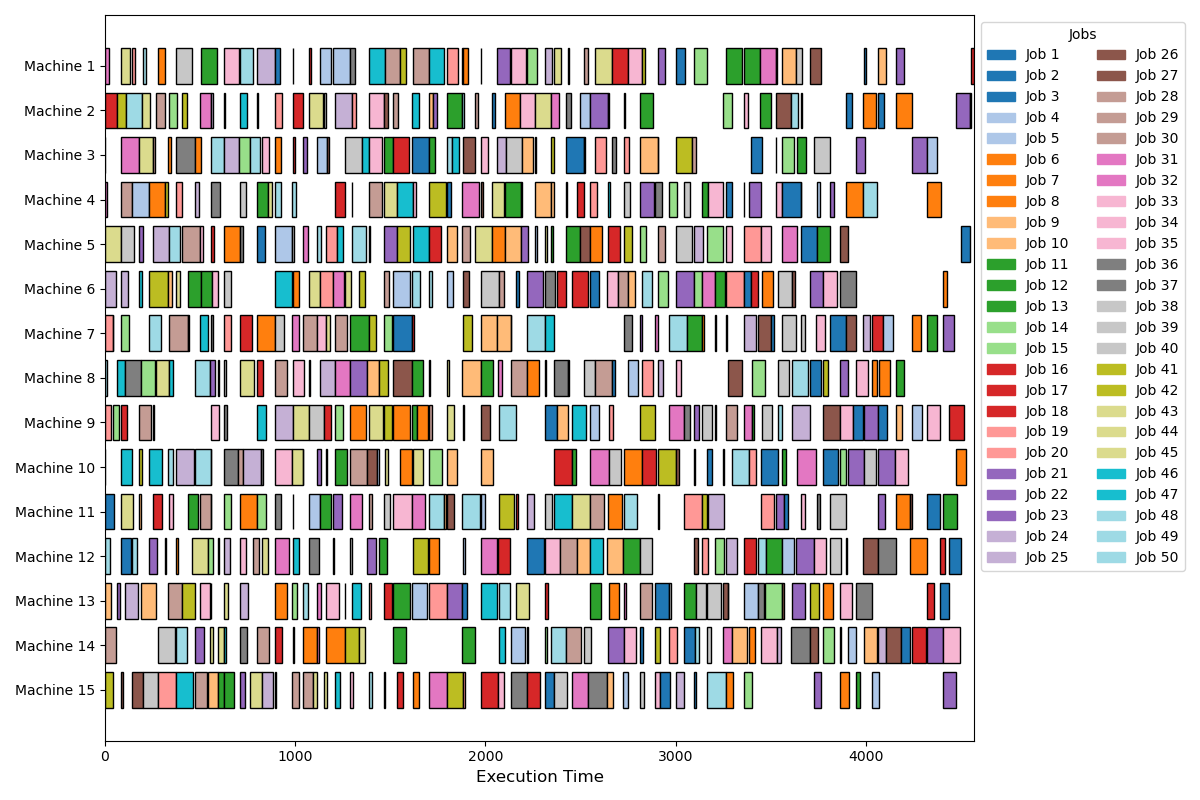 Machine 1
Machine 2
Machine 3
Machine 4
Machine 5
Machine 6
Machine 7
Machine 8
Machine 9
Machine 10
Machine 11
Machine 12
Machine 13
Machine 14
Machine 15
0 1000 2000 3000 4000
Execution Time
Jobs
Job 1 Job 26
Job 2 Job 27
Job 3 Job 28
Job 4 Job 29
Job 5 Job 30
Job 6 Job 31
Job 7 Job 32
Job 8 Job 33
Job 9 Job 34
Job 10 Job 35
Job 11 Job 36
Job 12 Job 37
Job 13 Job 38
Job 14 Job 39
Job 15 Job 40
Job 16 Job 41
Job 17 Job 42
Job 18 Job 43
Job 19 Job 44
Job 20 Job 45
Job 21 Job 46
Job 22 Job 47
Job 23 Job 48
Job 24 Job 49
Job 25 Job 50